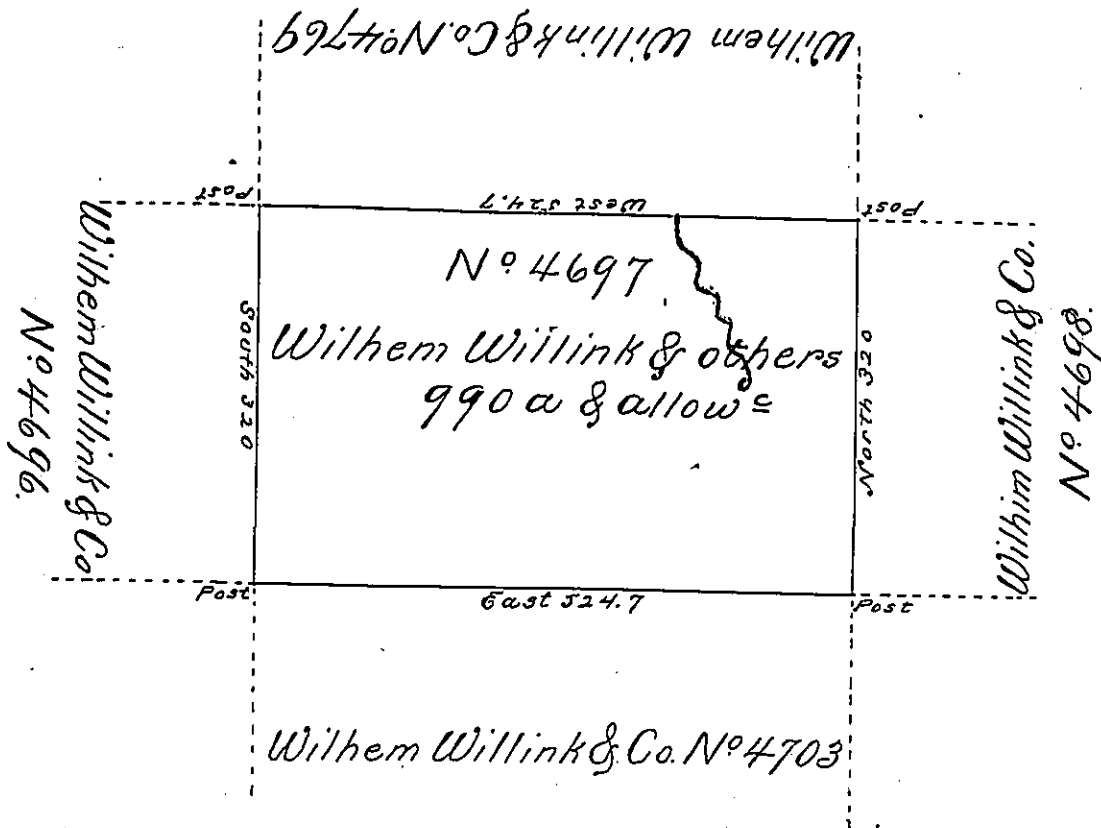 Wilhem Willink & Co. No. 4769
Post
West 524.7
Post
No. 4697
Wilhem Willink & others
990 a & allowce
South 320
North 320
Wilhem Willink & Co
No. 4696.
Wilhim Willink & Co.
No. 4698.
Post
East 524.7
Post
Wilhem Willink & Co. No. 4703